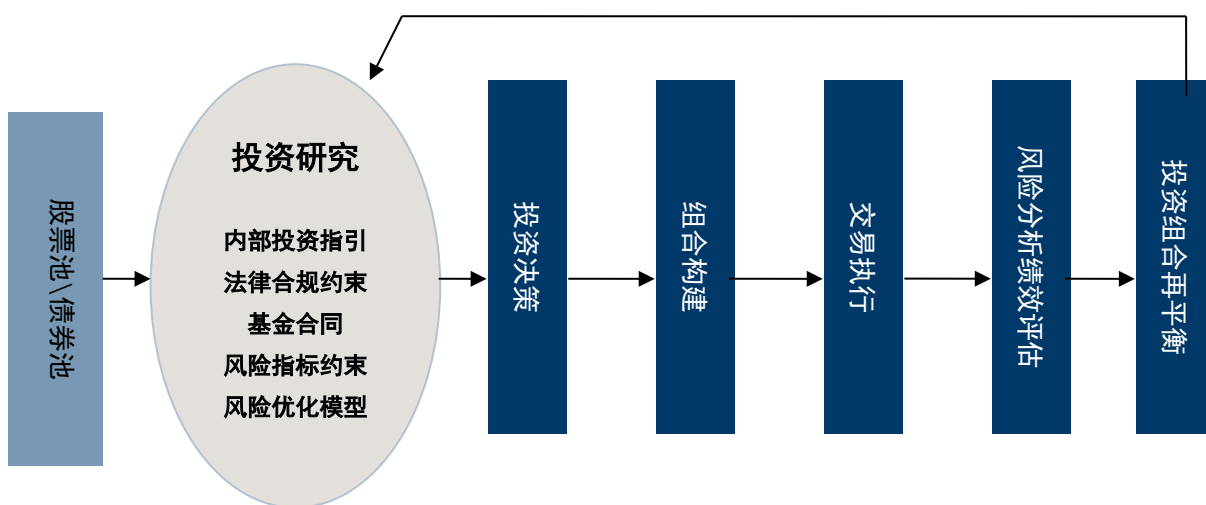 股票池\债券池
投资研究
内部投资指引
法律合规约束
基金合同
风险指标约束
风险优化模型
投资决策
组合构建
交易执行
风险分析绩效评估
投资组合再平衡